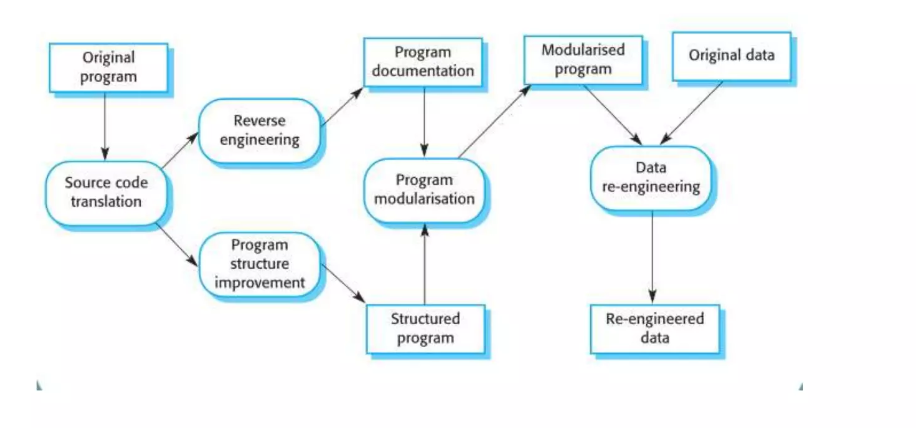 Original
program
Program
documentation
Modularised
program
Original data
Reverse
engineering
Source code
translation
Program
modularisation
Data
re-engineering
Program
structure
improvement
Structured
program
Re-engineered
data